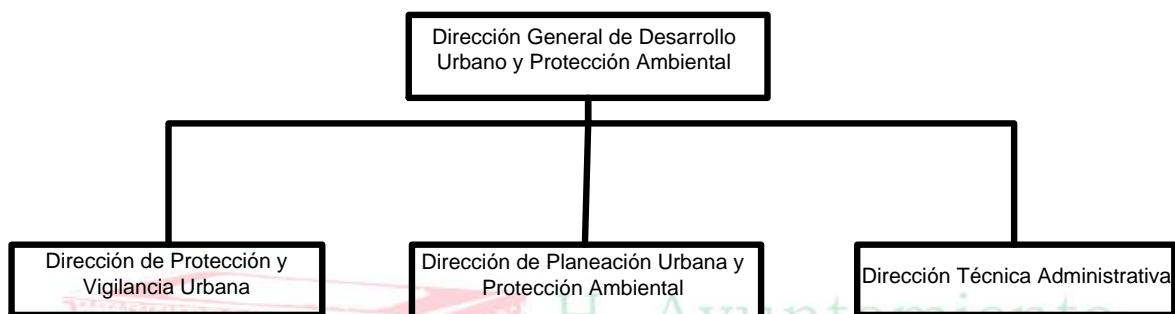 Dirección General de Desarrollo
Urbano y Protección Ambiental
Dirección de Protección y
Vigilancia Urbana
Dirección de Planeación Urbana y
Protección Ambiental
Dirección Técnica Administrativa
H. Ayuntamiento